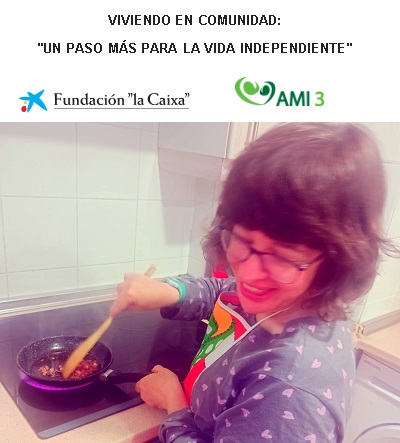 VIVIENDO EN COMUNIDAD:
"UN PASO MÁS PARA LA VIDA INDEPENDIENTE"
Fundación "la Caixa"
AMI 3